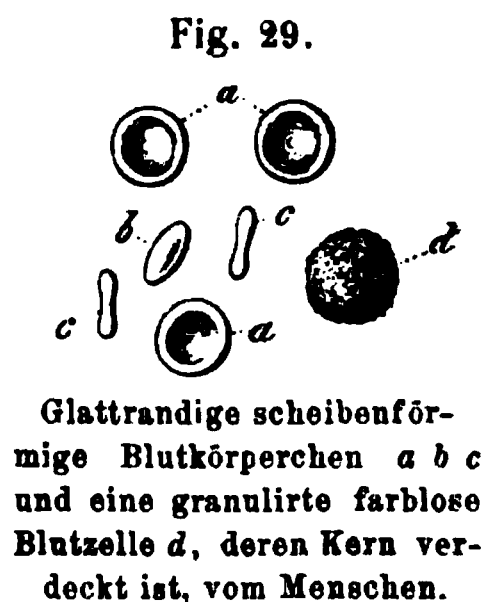 Fig. 29.
a
b
c
d
c
a
Glattrandige scheibenför-
mige Blutkörperchen a b c
und eine granulirte farblose
Blutzelle d, deren Kern ver-
deckt ist, vom Menschen.